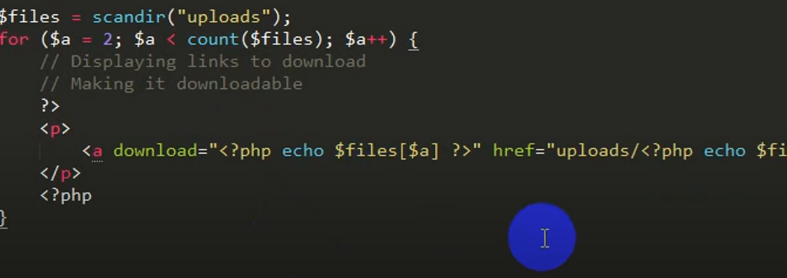 $files = scandir("uploads");
for ($a = 2; $a < count($files); $a++) {
// Displaying links to download
// Making it downloadable
?>
<p>
<a download="<?php echo $files[$a] ?>" href="uploads/<?php echo $fi
</p>
<?php
}